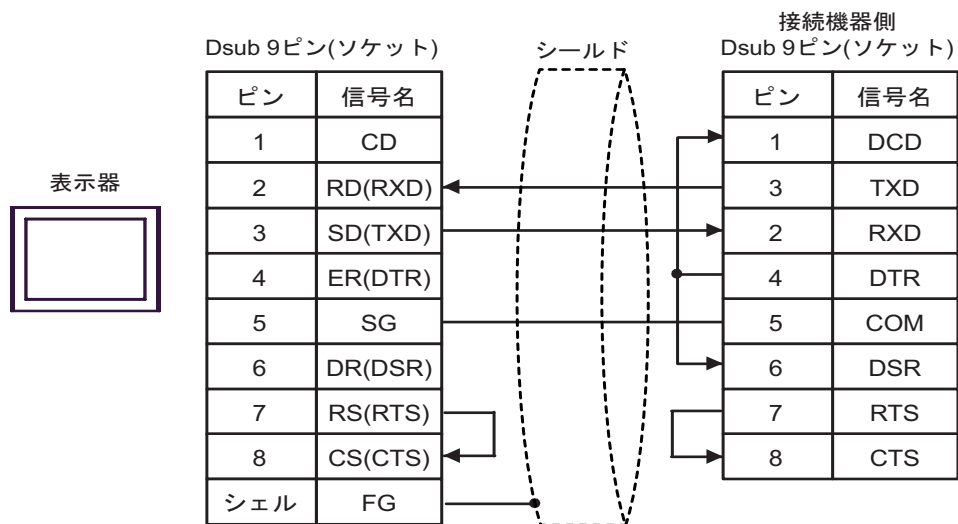 接続機器側
Dsub 9ピン(ソケット) シールド Dsub 9ピン(ソケット)
ピン 信号名 ピン 信号名
1 CD 1 DCD
表示器 2 RD(RXD) 3 TXD
3 SD(TXD) 2 RXD
4 ER(DTR) 4 DTR
5 SG 5 COM
6 DR(DSR) 6 DSR
7 RS(RTS) 7 RTS
8 CS(CTS) 8 CTS
シェル FG